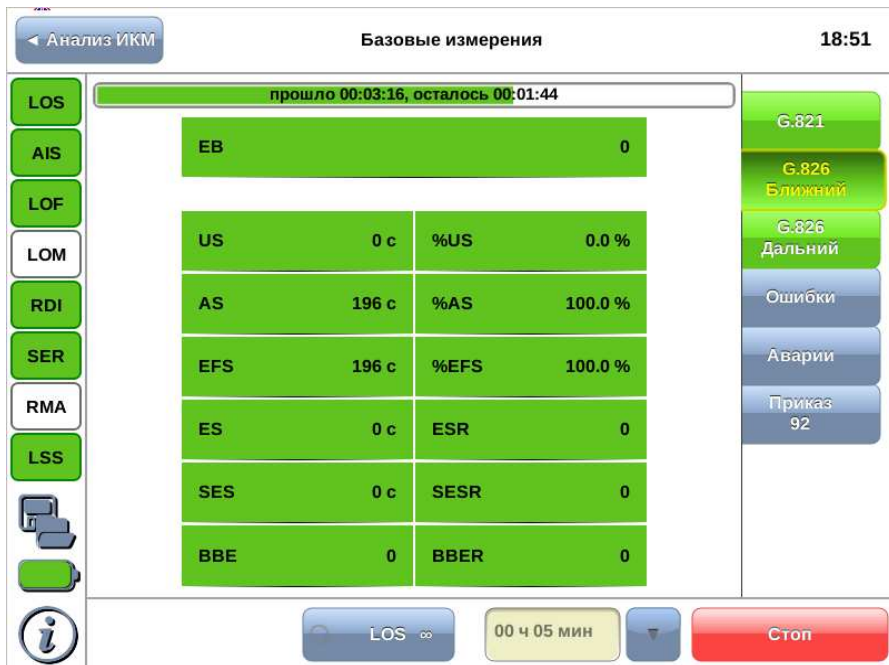 ◄ Анализ ИКМ
Базовые измерения
18:51
LOS
AIS
LOF
LOM
RDI
SER
RMA
LSS
прошло 00:03:16, осталось 00:01:44
EB 0
US 0 с %US 0.0 %
AS 196 с %AS 100.0 %
EFS 196 с %EFS 100.0 %
ES 0 с ESR 0
SES 0 с SESR 0
BBE 0 BBER 0
G.821
G.826
Ближний
G.826
Дальний
Ошибки
Аварии
Приказ
92
i
LOS ∞
00 ч 05 мин
Стоп